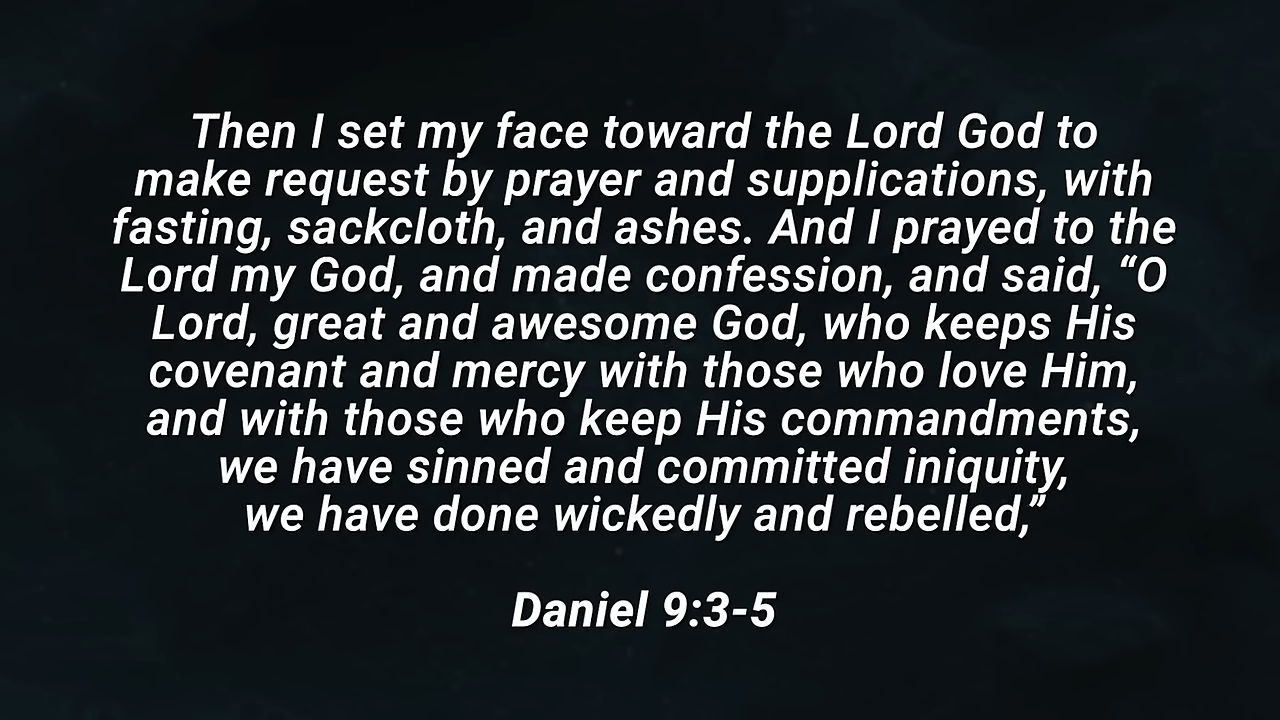 Then I set my face toward the Lord God to
make request by prayer and supplications, with
fasting, sackcloth, and ashes. And I prayed to the
Lord my God, and made confession, and said, “O
Lord, great and awesome God, who keeps His
covenant and mercy with those who love Him,
and with those who keep His commandments,
we have sinned and committed iniquity,
we have done wickedly and rebelled,”
Daniel 9:3-5